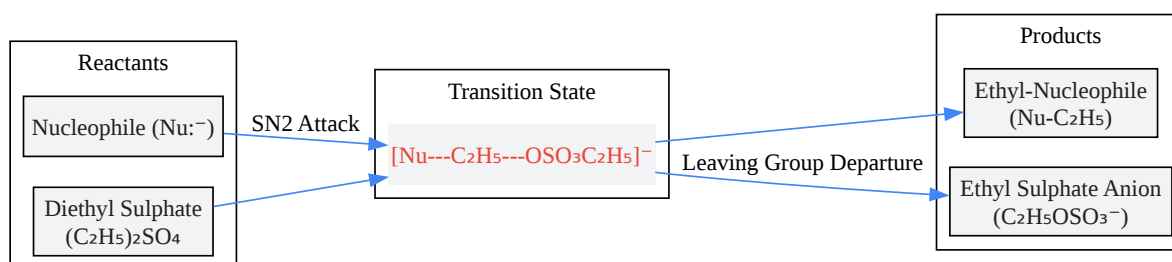 Reactants
Nucleophile (Nu:⁻)
Diethyl Sulphate
(C₂H₅)₂SO₄
SN2 Attack
Transition State
[Nu---C₂H₅---OSO₃C₂H₅]⁻
Leaving Group Departure
Products
Ethyl-Nucleophile
(Nu-C₂H₅)
Ethyl Sulphate Anion
(C₂H₅OSO₃⁻)